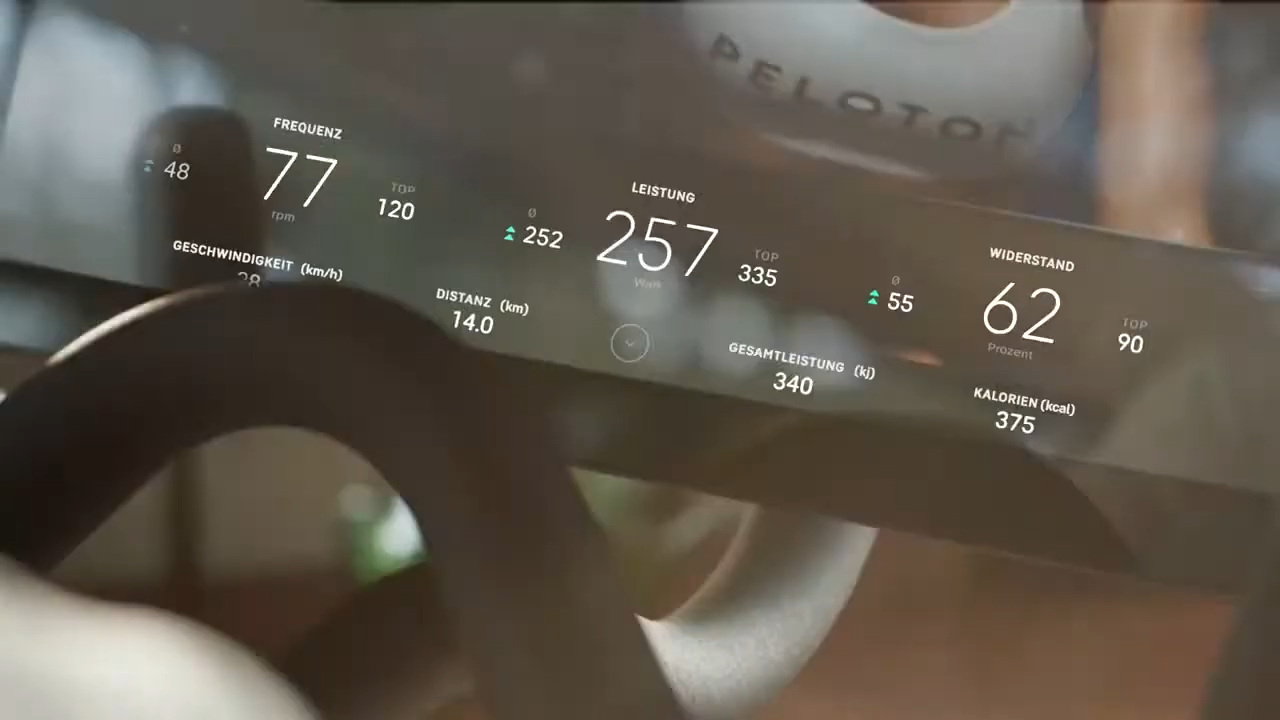 PELOTON
FREQUENZ
Ø
48
77
TOP
120
rpm
GESCHWINDIGKEIT (km/h)
28
DISTANZ (km)
14.0
LEISTUNG
Ø
252
257
TOP
335
Watt
GESAMTLEISTUNG (kj)
340
WIDERSTAND
Ø
55
62
TOP
90
Prozent
KALORIEN (kcal)
375